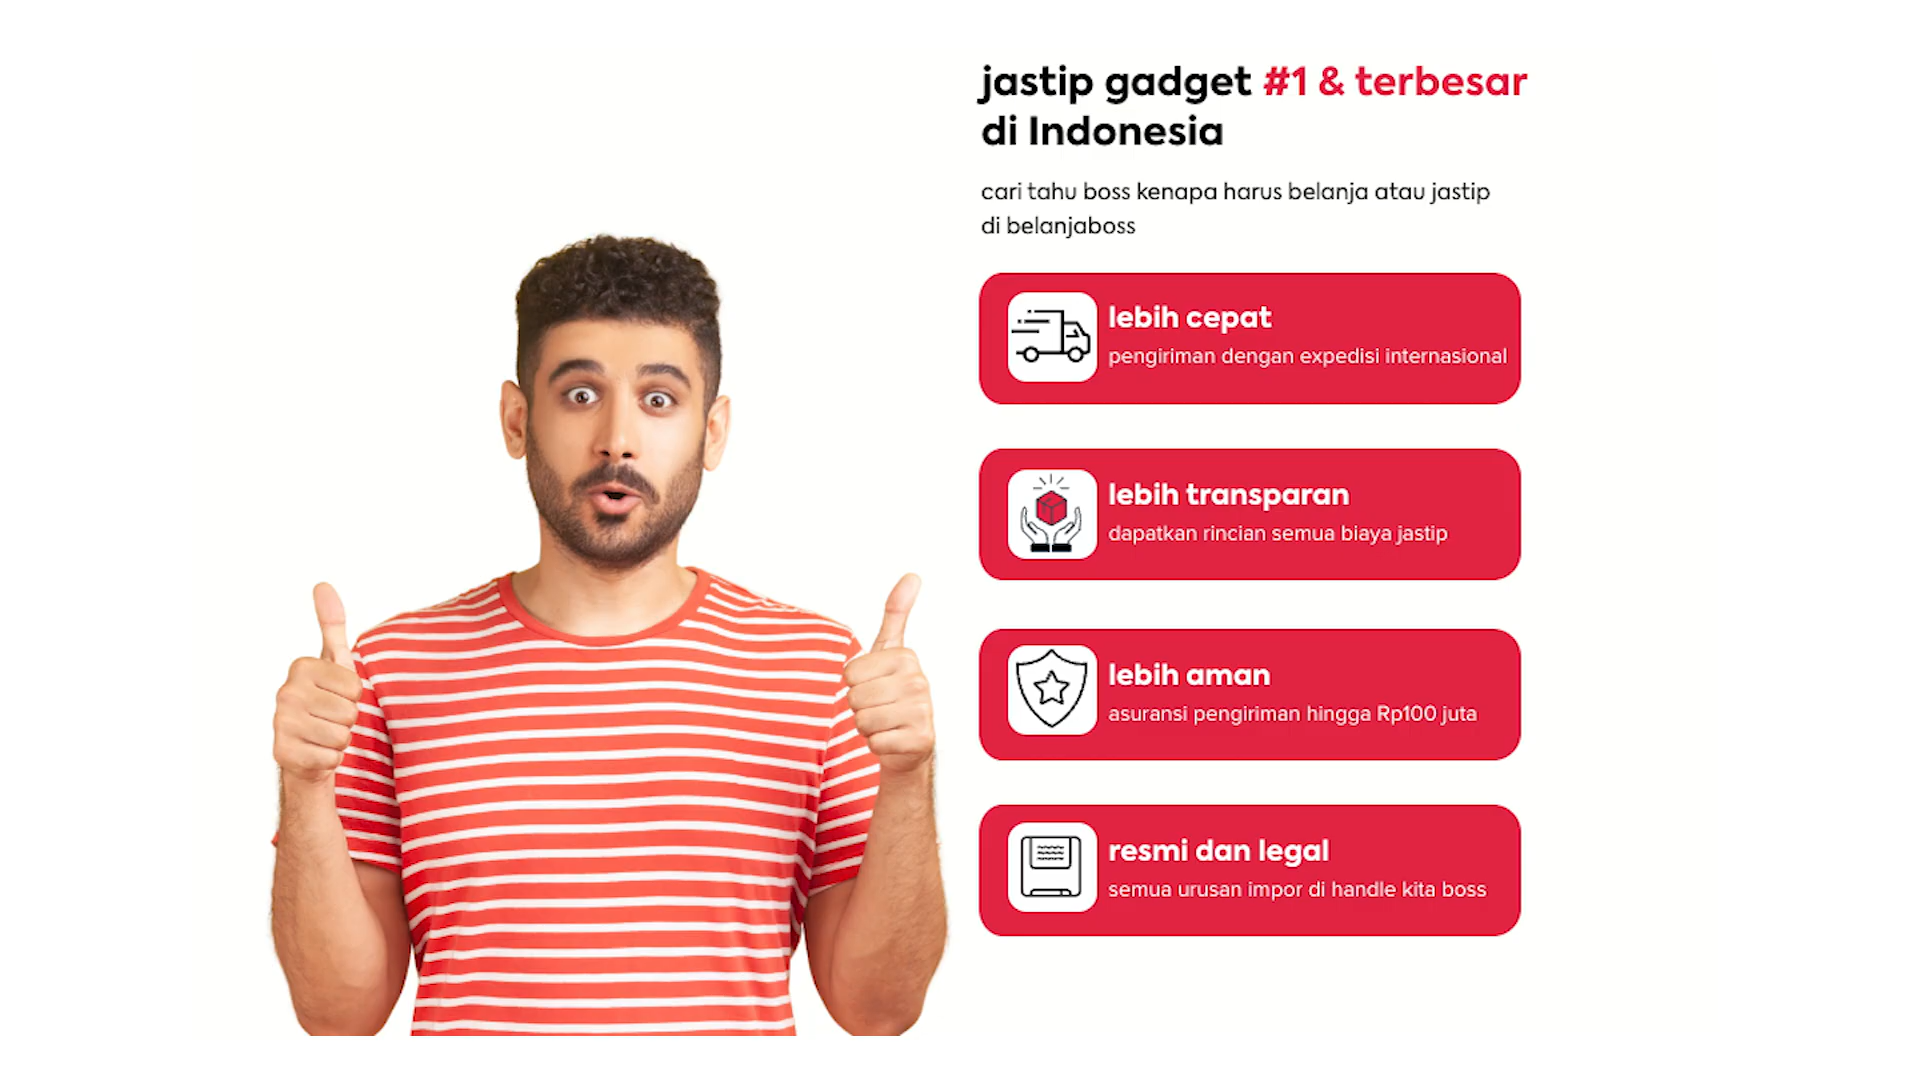 jastip gadget #1 & terbesar
di Indonesia
cari tahu boss kenapa harus belanja atau jastip
di belanjaboss
lebih cepat
pengiriman dengan expedisi internasional
lebih transparan
dapatkan rincian semua biaya jastip
lebih aman
asuransi pengiriman hingga Rp100 juta
resmi dan legal
semua urusan impor di handle kita boss